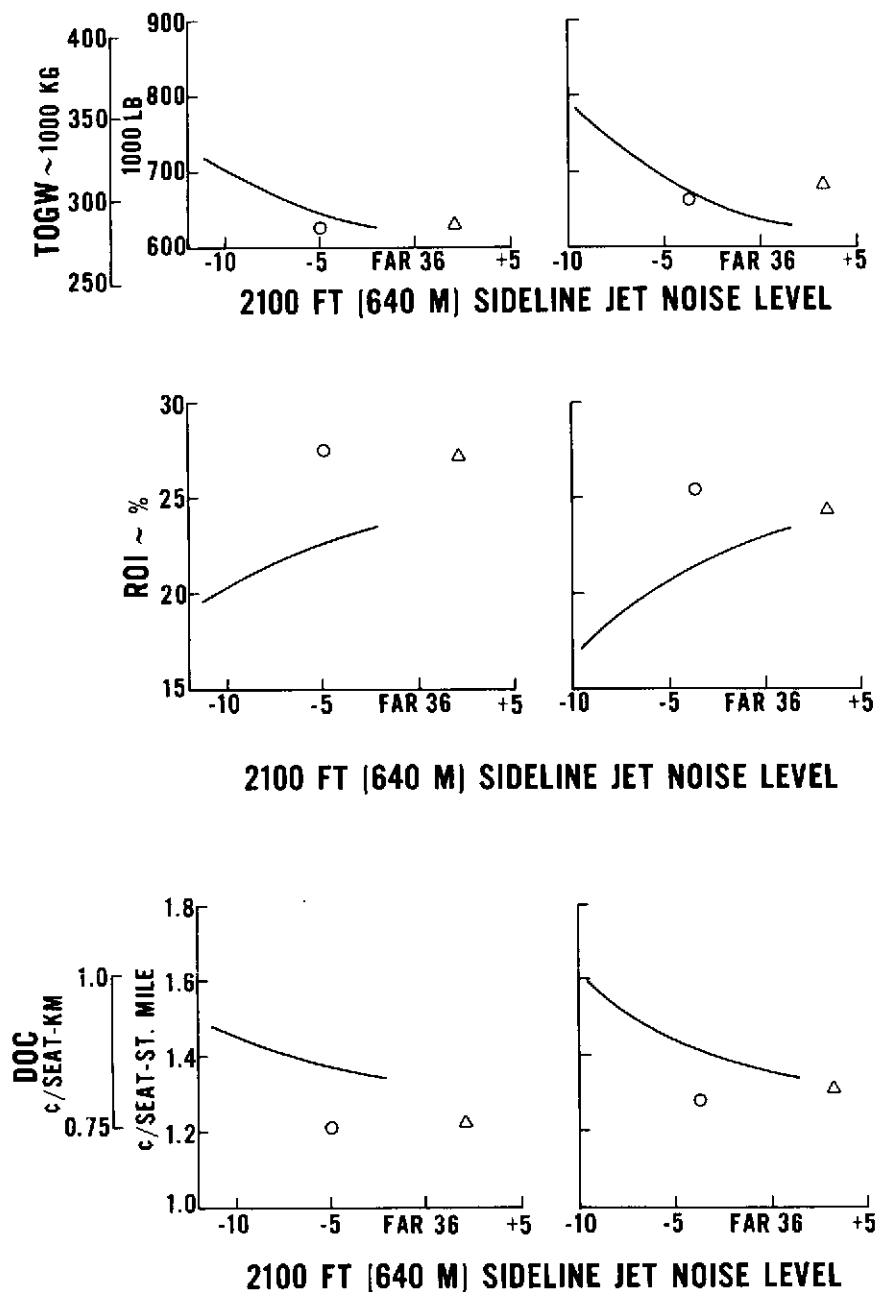 TOGW ~ 1000 KG
400
350
300
250
1000 LB
900
800
700
600
-10 -5 FAR 36 +5
-10 -5 FAR 36 +5
2100 FT (640 M) SIDELINE JET NOISE LEVEL
ROI ~ %
30
25
20
15
-10 -5 FAR 36 +5
-10 -5 FAR 36 +5
2100 FT (640 M) SIDELINE JET NOISE LEVEL
DOC
¢/SEAT-KM
1.0
0.75
¢/SEAT-ST. MILE
1.8
1.6
1.4
1.2
1.0
-10 -5 FAR 36 +5
-10 -5 FAR 36 +5
2100 FT (640 M) SIDELINE JET NOISE LEVEL